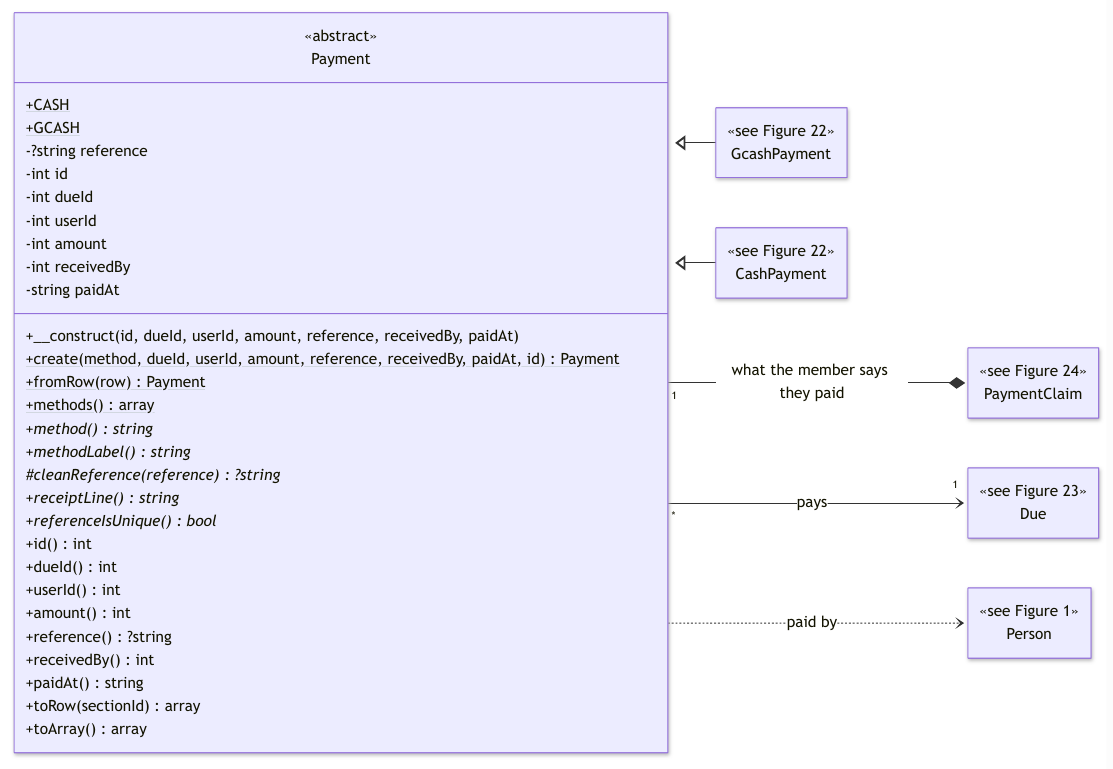 «abstract»
Payment
+CASH
+GCASH
-?string reference
-int id
-int dueId
-int userId
-int amount
-int receivedBy
-string paidAt
+__construct(id, dueId, userId, amount, reference, receivedBy, paidAt)
+create(method, dueId, userId, amount, reference, receivedBy, paidAt, id) : Payment
+fromRow(row) : Payment
+methods() : array
+method() : string
+methodLabel() : string
#cleanReference(reference) : ?string
+receiptLine() : string
+referenceIsUnique() : bool
+id() : int
+dueId() : int
+userId() : int
+amount() : int
+reference() : ?string
+receivedBy() : int
+paidAt() : string
+toRow(sectionId) : array
+toArray() : array
«see Figure 22»
GcashPayment
«see Figure 22»
CashPayment
what the member says
they paid
1
«see Figure 24»
PaymentClaim
pays
*
1
«see Figure 23»
Due
paid by
«see Figure 1»
Person